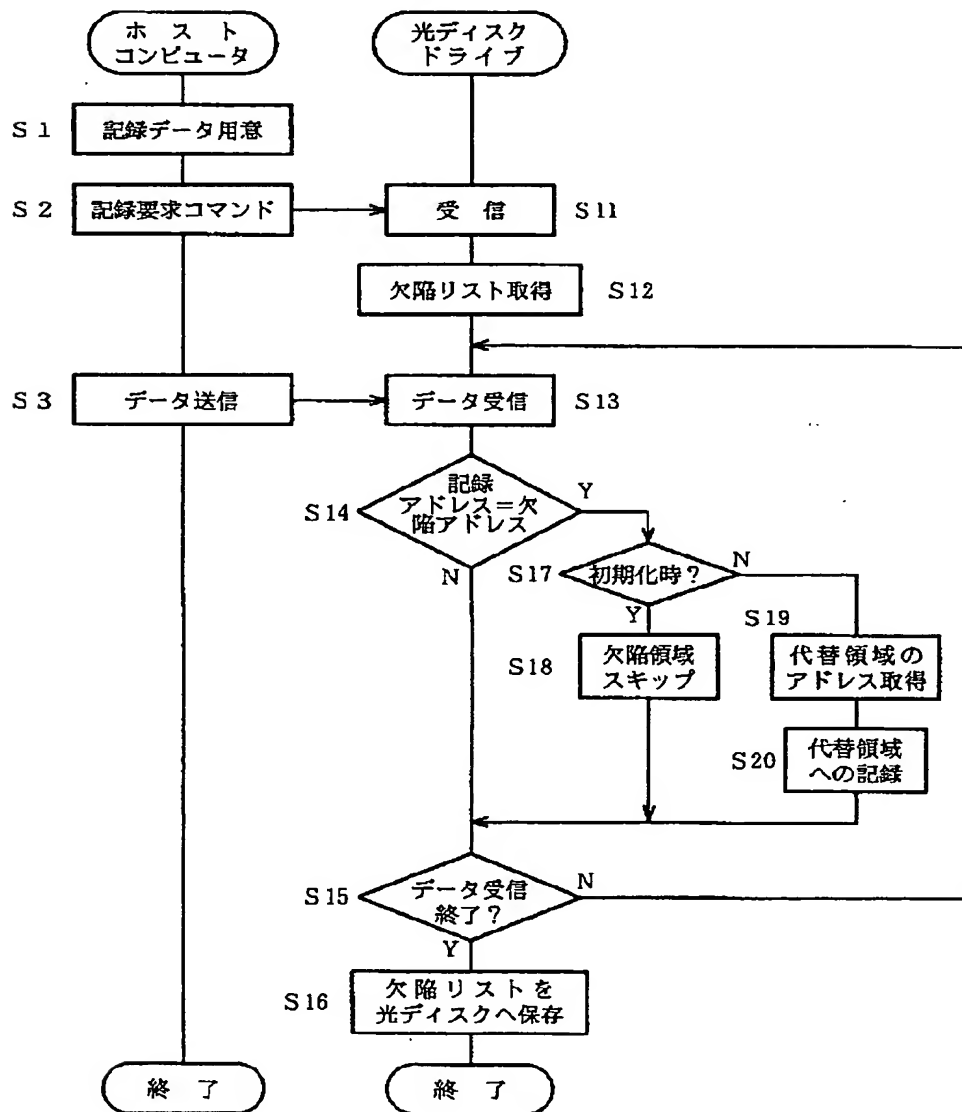 ホスト
コンピュータ
光ディスク
ドライブ
S1
記録データ用意
S2
記録要求コマンド
受信
S11
欠陥リスト取得
S12
S3
データ送信
データ受信
S13
S14
記録
アドレス=欠
陥アドレス
Y
N
S17
初期化時?
N
Y
S18
欠陥領域
スキップ
S19
代替領域の
アドレス取得
S20
代替領域
への記録
S15
データ受信
終了?
N
Y
S16
欠陥リストを
光ディスクへ保存
終了
終了